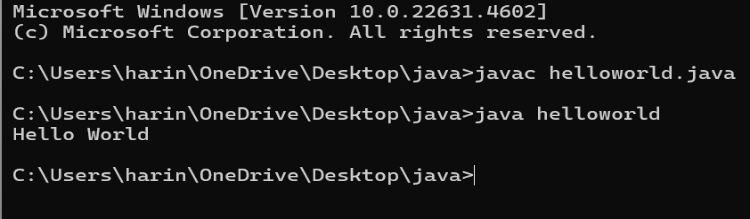 Microsoft Windows [Version 10.0.22631.4602]
(c) Microsoft Corporation. All rights reserved.
C:\Users\harin\OneDrive\Desktop\java>javac helloworld.java
C:\Users\harin\OneDrive\Desktop\java>java helloworld
Hello World
C:\Users\harin\OneDrive\Desktop\java>